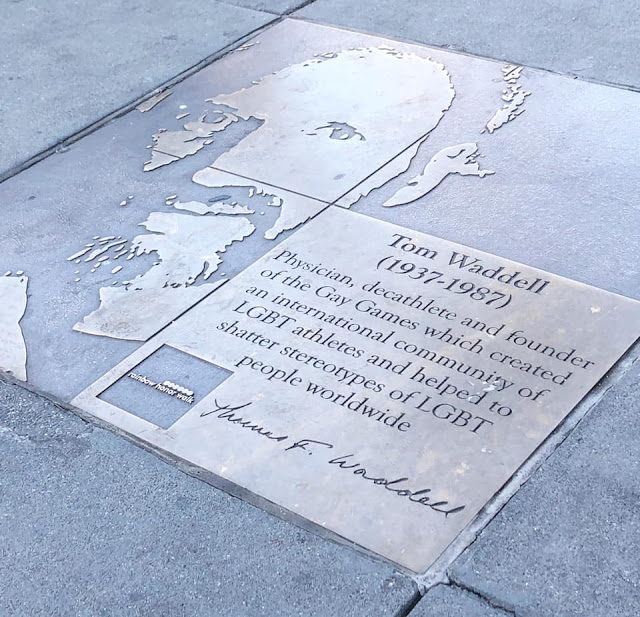 Tom Waddell
(1937-1987)
Physician, decathlete and founder
of the Gay Games which created
an international community of
LGBT athletes and helped to
shatter stereotypes of LGBT
people worldwide
rainbow honor walk
Thomas F. Waddell